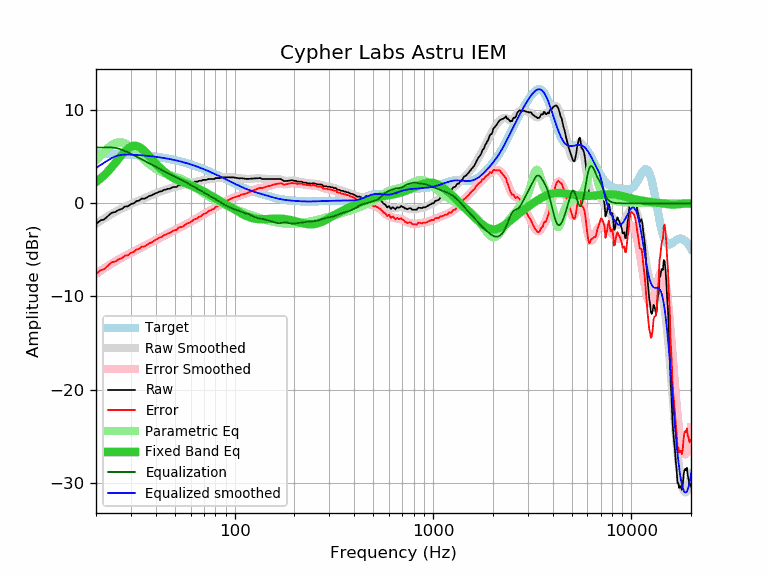 Cypher Labs Astru IEM
Amplitude (dBr)
10
0
−10
−20
−30
Target
Raw Smoothed
Error Smoothed
Raw
Error
Parametric Eq
Fixed Band Eq
Equalization
Equalized smoothed
100 1000 10000
Frequency (Hz)